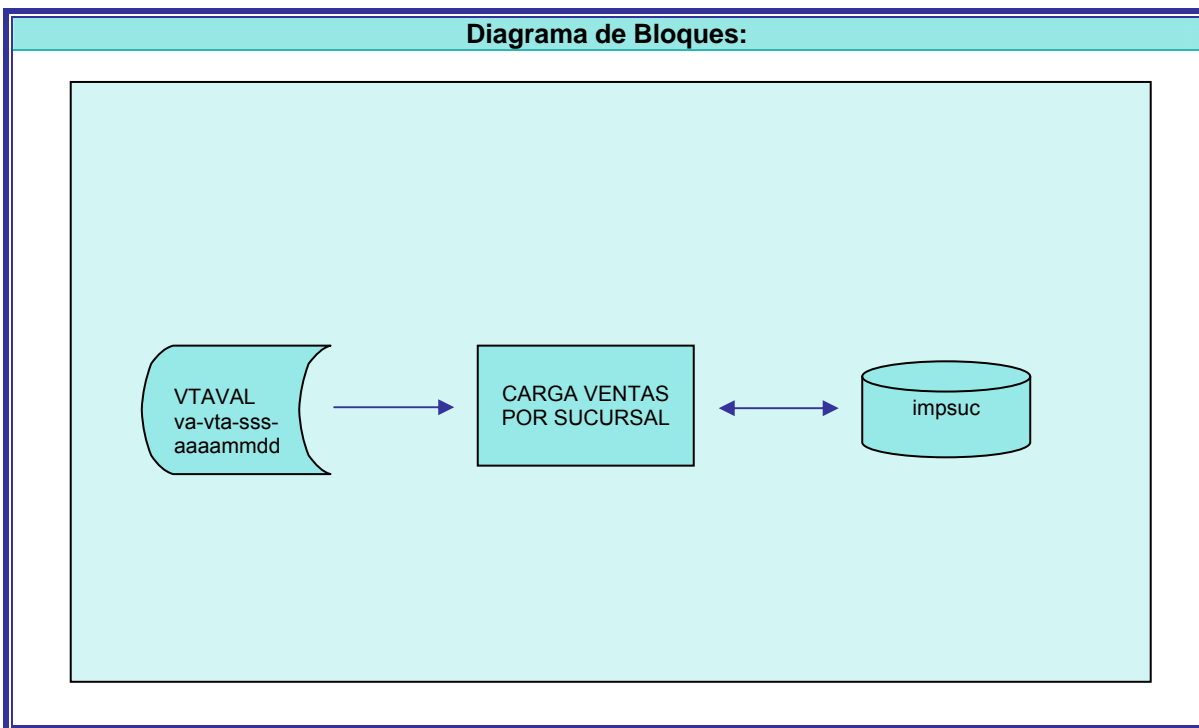 Diagrama de Bloques:
VTAVAL
va-vta-sss-
aaaammdd
CARGA VENTAS
POR SUCURSAL
impsuc